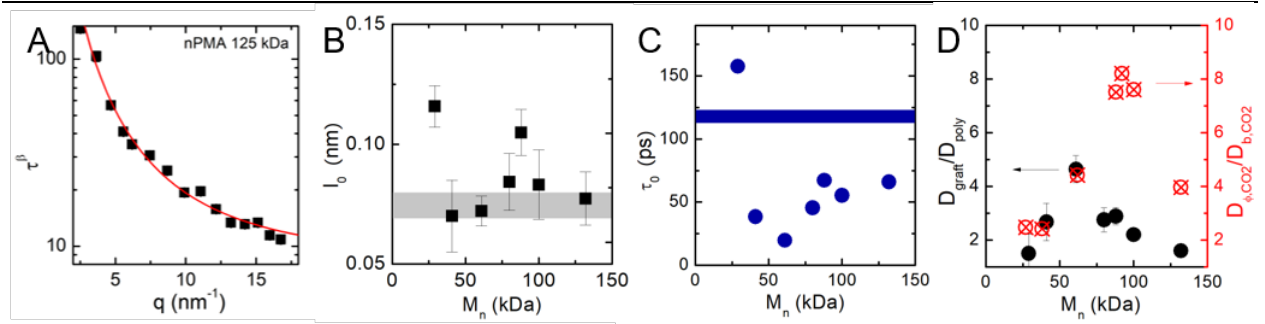 A
nPMA 125 kDa
100
10
τ^β
5 10 15
q (nm⁻¹)
B
0.15
0.10
0.05
l₀ (nm)
0 50 100 150
Mₙ (kDa)
C
150
100
50
0
τ₀ (ps)
0 50 100 150
Mₙ (kDa)
D
10
8
6
4
2
D_graft/D_poly
0 50 100 150
Mₙ (kDa)
10
8
6
4
2
D_ϕ,CO2/D_b,CO2